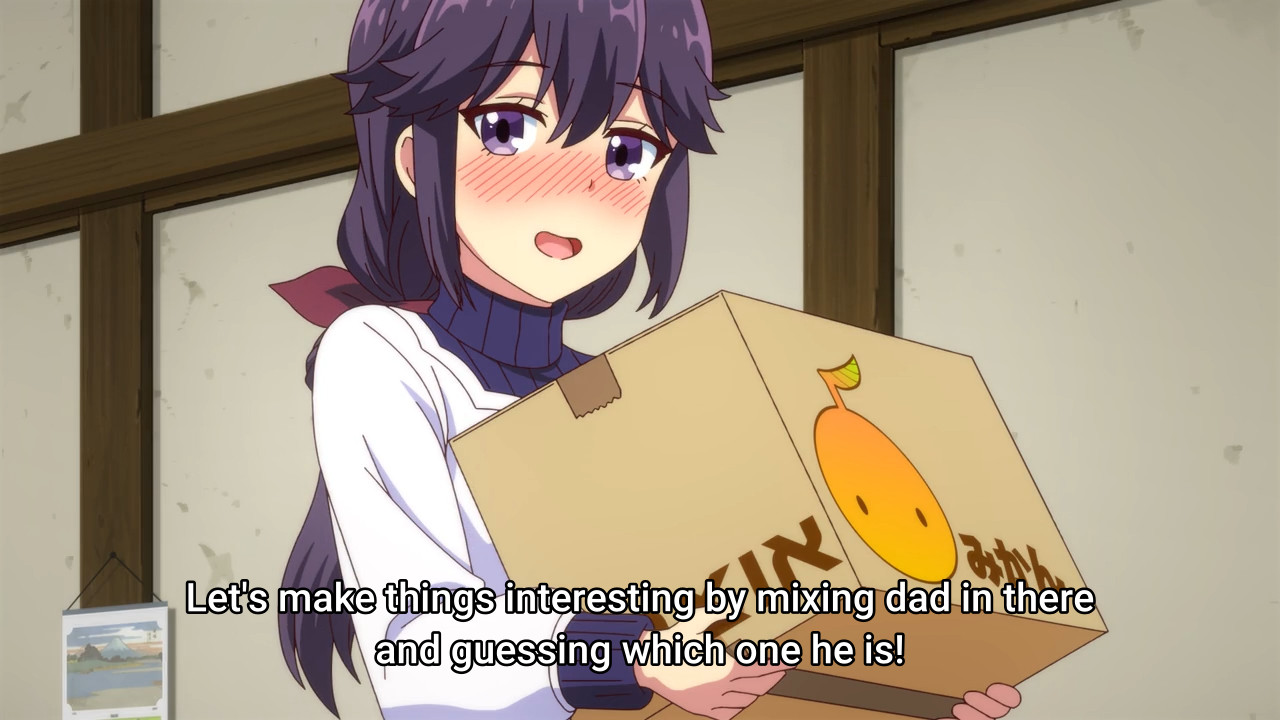 みかん
Let's make things interesting by mixing dad in there
and guessing which one he is!